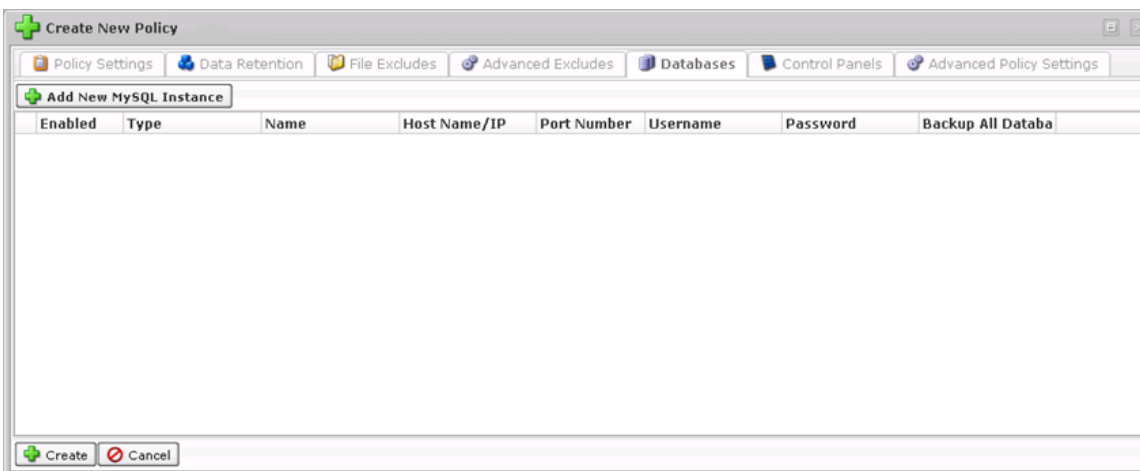 Create New Policy
Policy Settings Data Retention File Excludes Advanced Excludes Databases Control Panels Advanced Policy Settings
Add New MySQL Instance
Enabled Type Name Host Name/IP Port Number Username Password Backup All Databa
Create Cancel